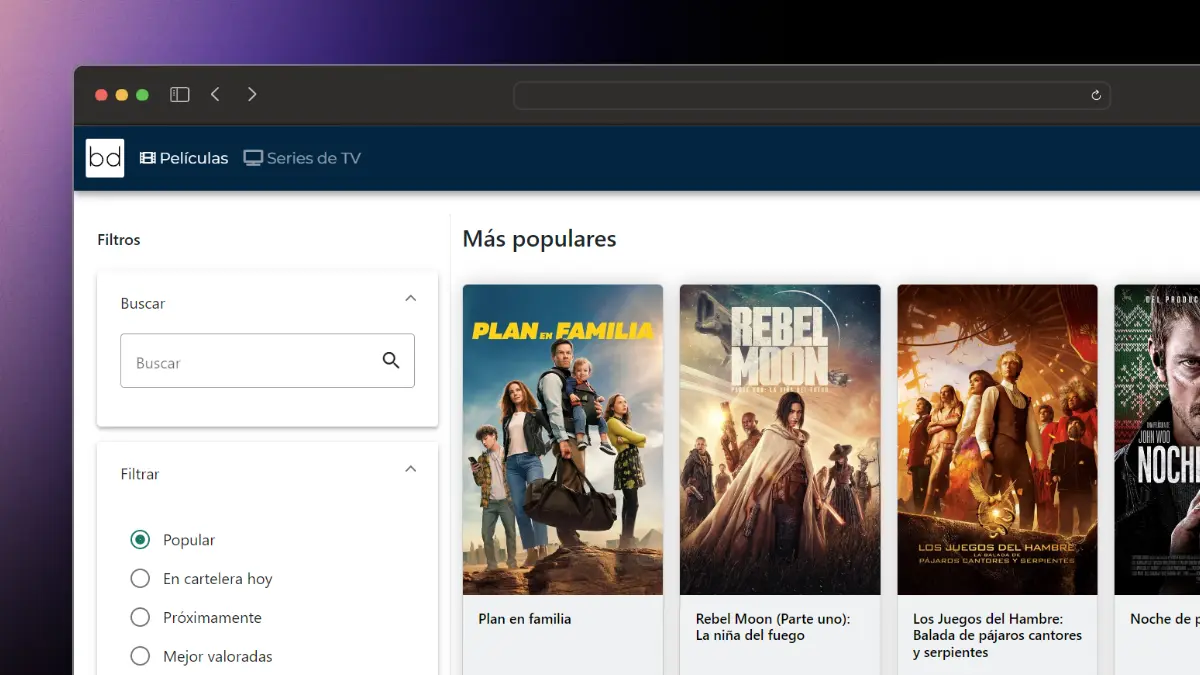 bd
Películas
Series de TV
Filtros
Buscar
Buscar
Filtrar
Popular
En cartelera hoy
Próximamente
Mejor valoradas
Más populares
PLAN EN FAMILIA
Plan en familia
REBEL
MOON
PARTE UNO: LA NIÑA DEL FUEGO
Rebel Moon (Parte uno):
La niña del fuego
LOS JUEGOS DEL HAMBRE
LA BALADA DE
PÁJAROS CANTORES Y SERPIENTES
Los Juegos del Hambre:
Balada de pájaros cantores
y serpientes
DEL PRODUC
JOHN WOO
NOCHE
Noche de p